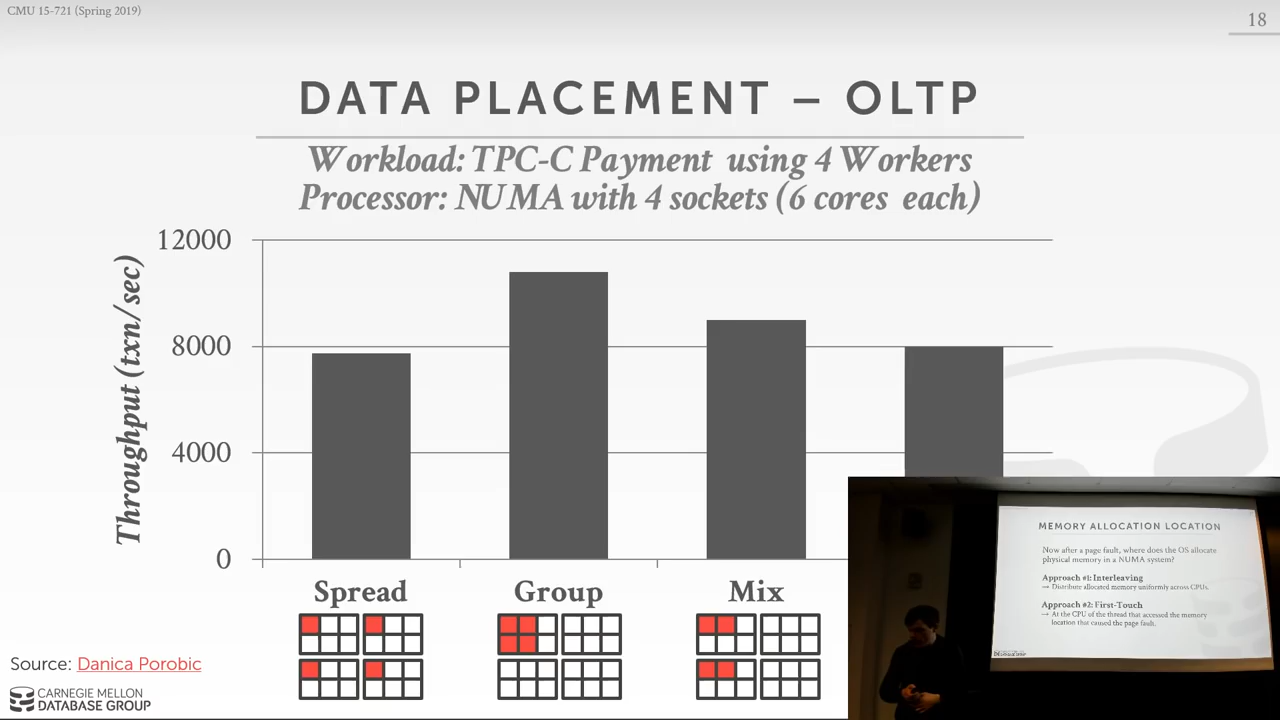 CMU 15-721 (Spring 2019)
18
DATA PLACEMENT – OLTP
Workload: TPC-C Payment using 4 Workers
Processor: NUMA with 4 sockets (6 cores each)
Throughput (txn/sec)
12000
8000
4000
0
Spread
Group
Mix
Source: Danica Porobic
CARNEGIE MELLON
DATABASE GROUP
MEMORY ALLOCATION LOCATION
Now after a page fault, where does the OS allocate
physical memory in a NUMA system?
Approach #1: Interleaving
→ Distribute allocated memory uniformly across CPUs.
Approach #2: First-Touch
→ At the CPU of the thread that accessed the memory
location that caused the page fault.